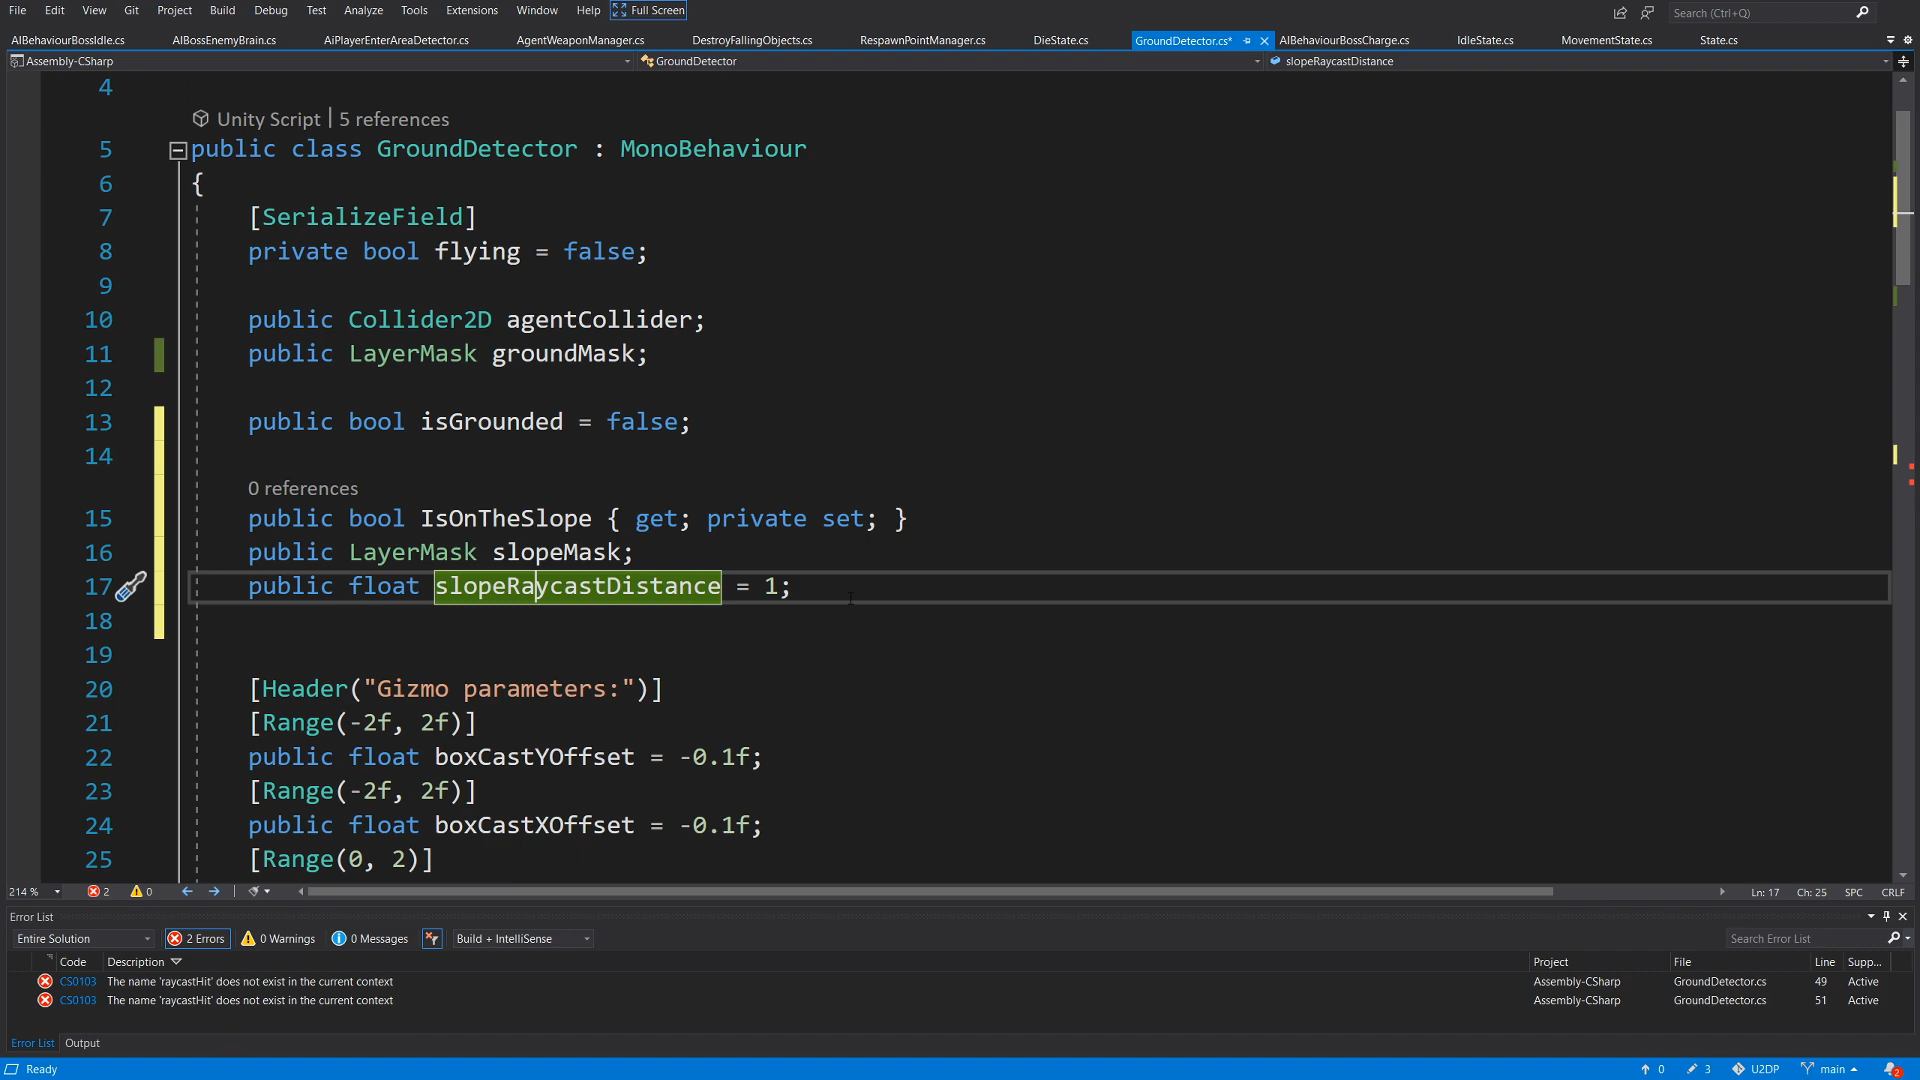 File Edit View Git Project Build Debug Test Analyze Tools Extensions Window Help Full Screen Search (Ctrl+Q)
AIBehaviourBossIdle.cs AIBossEnemyBrain.cs AiPlayerEnterAreaDetector.cs AgentWeaponManager.cs DestroyFallingObjects.cs RespawnPointManager.cs DieState.cs GroundDetector.cs* AIBehaviourBossCharge.cs IdleState.cs MovementState.cs State.cs
Assembly-CSharp GroundDetector slopeRaycastDistance
4
Unity Script | 5 references
5 public class GroundDetector : MonoBehaviour
6 {
7 [SerializeField]
8 private bool flying = false;
9
10 public Collider2D agentCollider;
11 public LayerMask groundMask;
12
13 public bool isGrounded = false;
14
0 references
15 public bool IsOnTheSlope { get; private set; }
16 public LayerMask slopeMask;
17 public float slopeRaycastDistance = 1;
18
19
20 [Header("Gizmo parameters:")]
21 [Range(-2f, 2f)]
22 public float boxCastYOffset = -0.1f;
23 [Range(-2f, 2f)]
24 public float boxCastXOffset = -0.1f;
25 [Range(0, 2)]
214 % 2 0 Ln: 17 Ch: 25 SPC CRLF
Error List
Entire Solution 2 Errors 0 Warnings 0 Messages Build + IntelliSense Search Error List
Code Description Project File Line Supp...
CS0103 The name 'raycastHit' does not exist in the current context Assembly-CSharp GroundDetector.cs 49 Active
CS0103 The name 'raycastHit' does not exist in the current context Assembly-CSharp GroundDetector.cs 51 Active
Error List Output
Ready 0 3 U2DP main 2